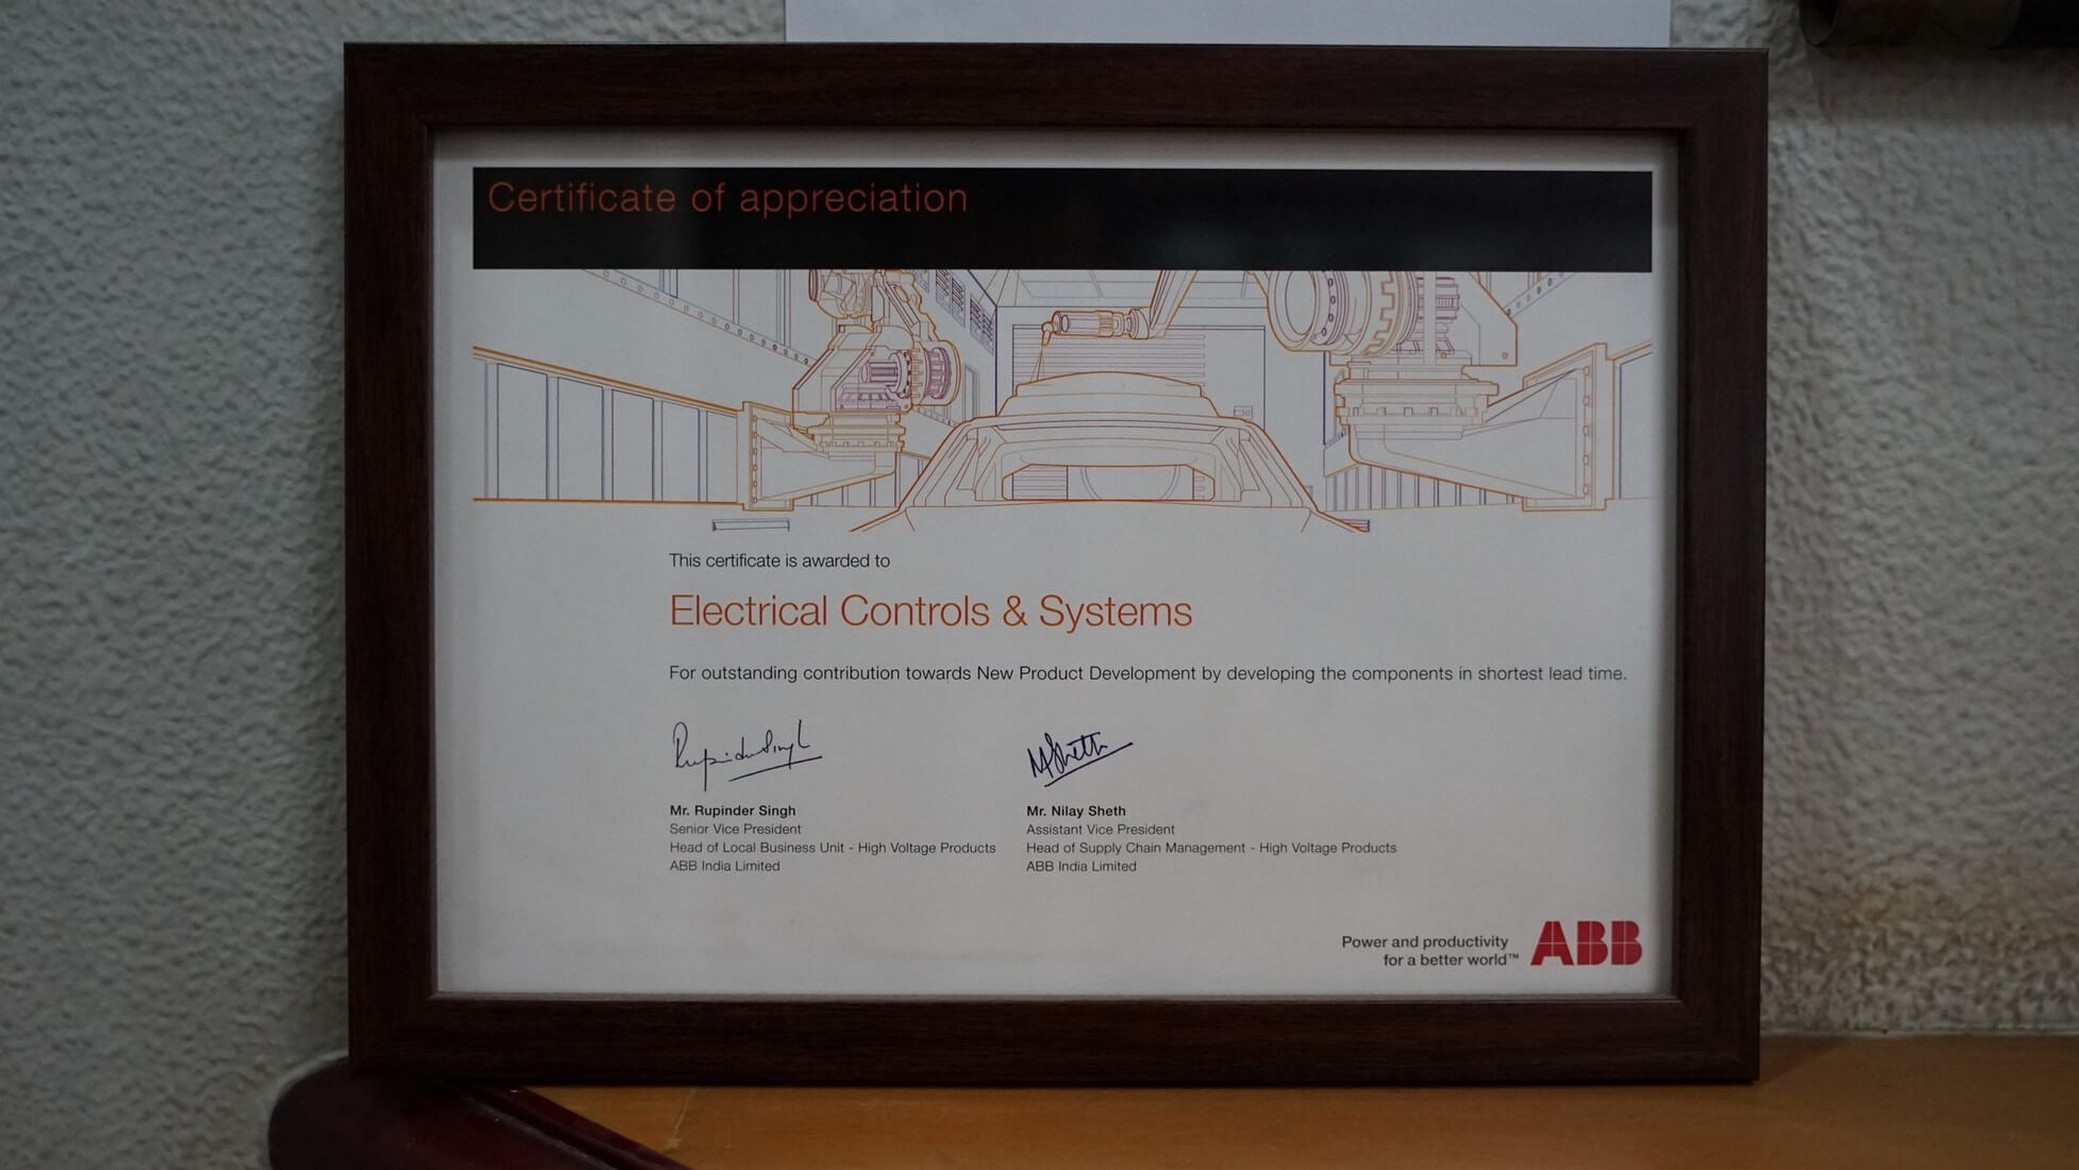 Certificate of appreciation
This certificate is awarded to
Electrical Controls & Systems
For outstanding contribution towards New Product Development by developing the components in shortest lead time.
Rupinder Singh
NSheth
Mr. Rupinder Singh
Senior Vice President
Head of Local Business Unit - High Voltage Products
ABB India Limited
Mr. Nilay Sheth
Assistant Vice President
Head of Supply Chain Management - High Voltage Products
ABB India Limited
Power and productivity
for a better world™
ABB